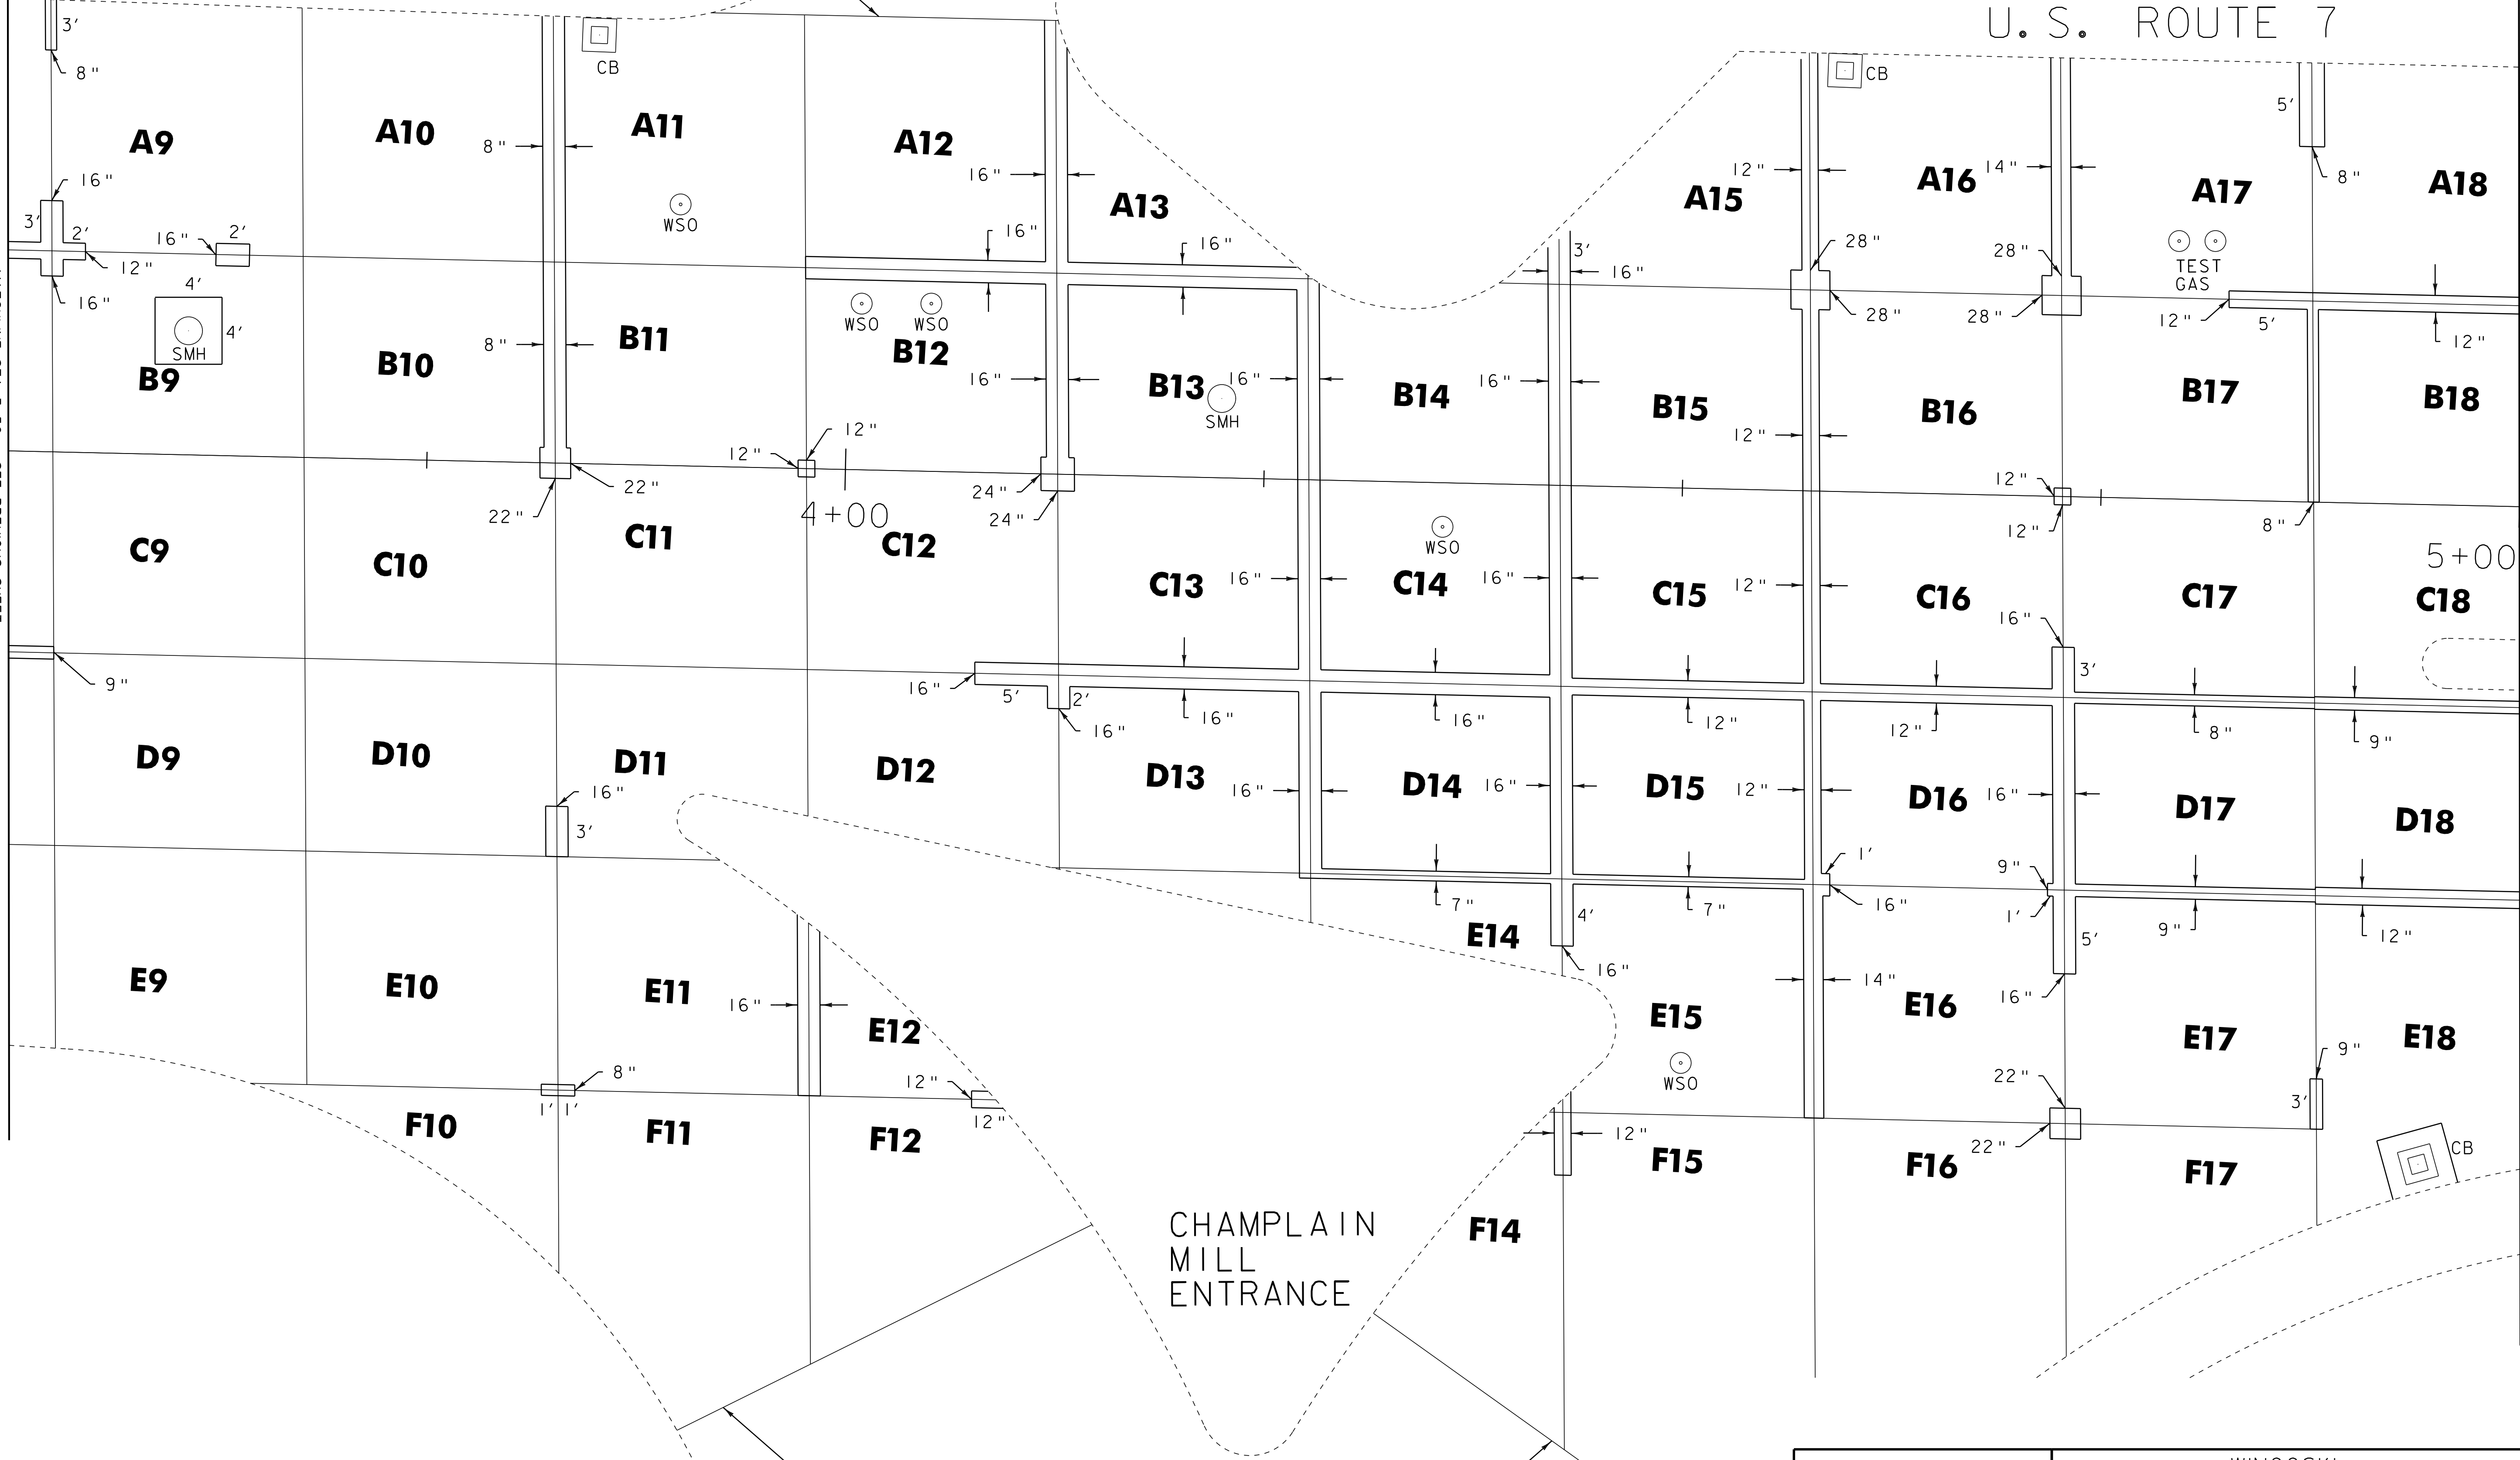 U.S. ROUTE 7
3'
8"
CB
CB
5'
8"
A9
A10
A11
A12
A13
A15
A16
A17
A18
8"
16"
12"
14"
16"
3'
2'
12"
16"
16"
2'
4'
4'
SMH
WSO
16"
16"
3'
16"
28"
28"
28"
28"
TEST
GAS
12"
5'
12"
WSO
WSO
B9
B10
B11
B12
B13
B14
B15
B16
B17
B18
8"
16"
16"
16"
12"
SMH
12"
12"
22"
22"
4+00
24"
24"
WSO
12"
12"
8"
5+00
C9
C10
C11
C12
C13
C14
C15
C16
C17
C18
16"
16"
12"
16"
3'
9"
16"
5'
2'
16"
16"
16"
12"
12"
8"
9"
D9
D10
D11
D12
D13
D14
D15
D16
D17
D18
16"
16"
12"
16"
16"
3'
1'
16"
9"
1'
7"
7"
4'
16"
5'
16"
9"
12"
E9
E10
E11
E12
E14
E15
E16
E17
E18
16"
14"
WSO
8"
1' 1'
12"
12"
12"
22"
22"
9"
3'
CB
F10
F11
F12
F14
F15
F16
F17
CHAMPLAIN
MILL
ENTRANCE